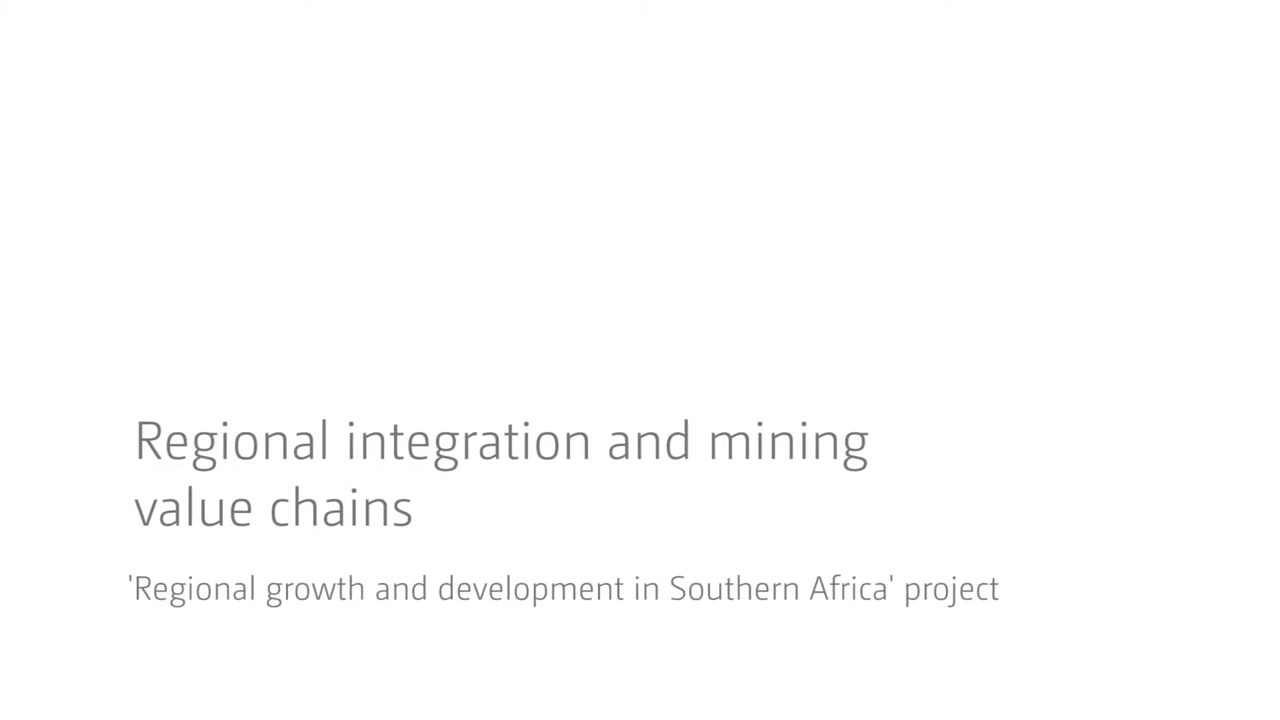 Regional integration and mining
value chains
'Regional growth and development in Southern Africa' project